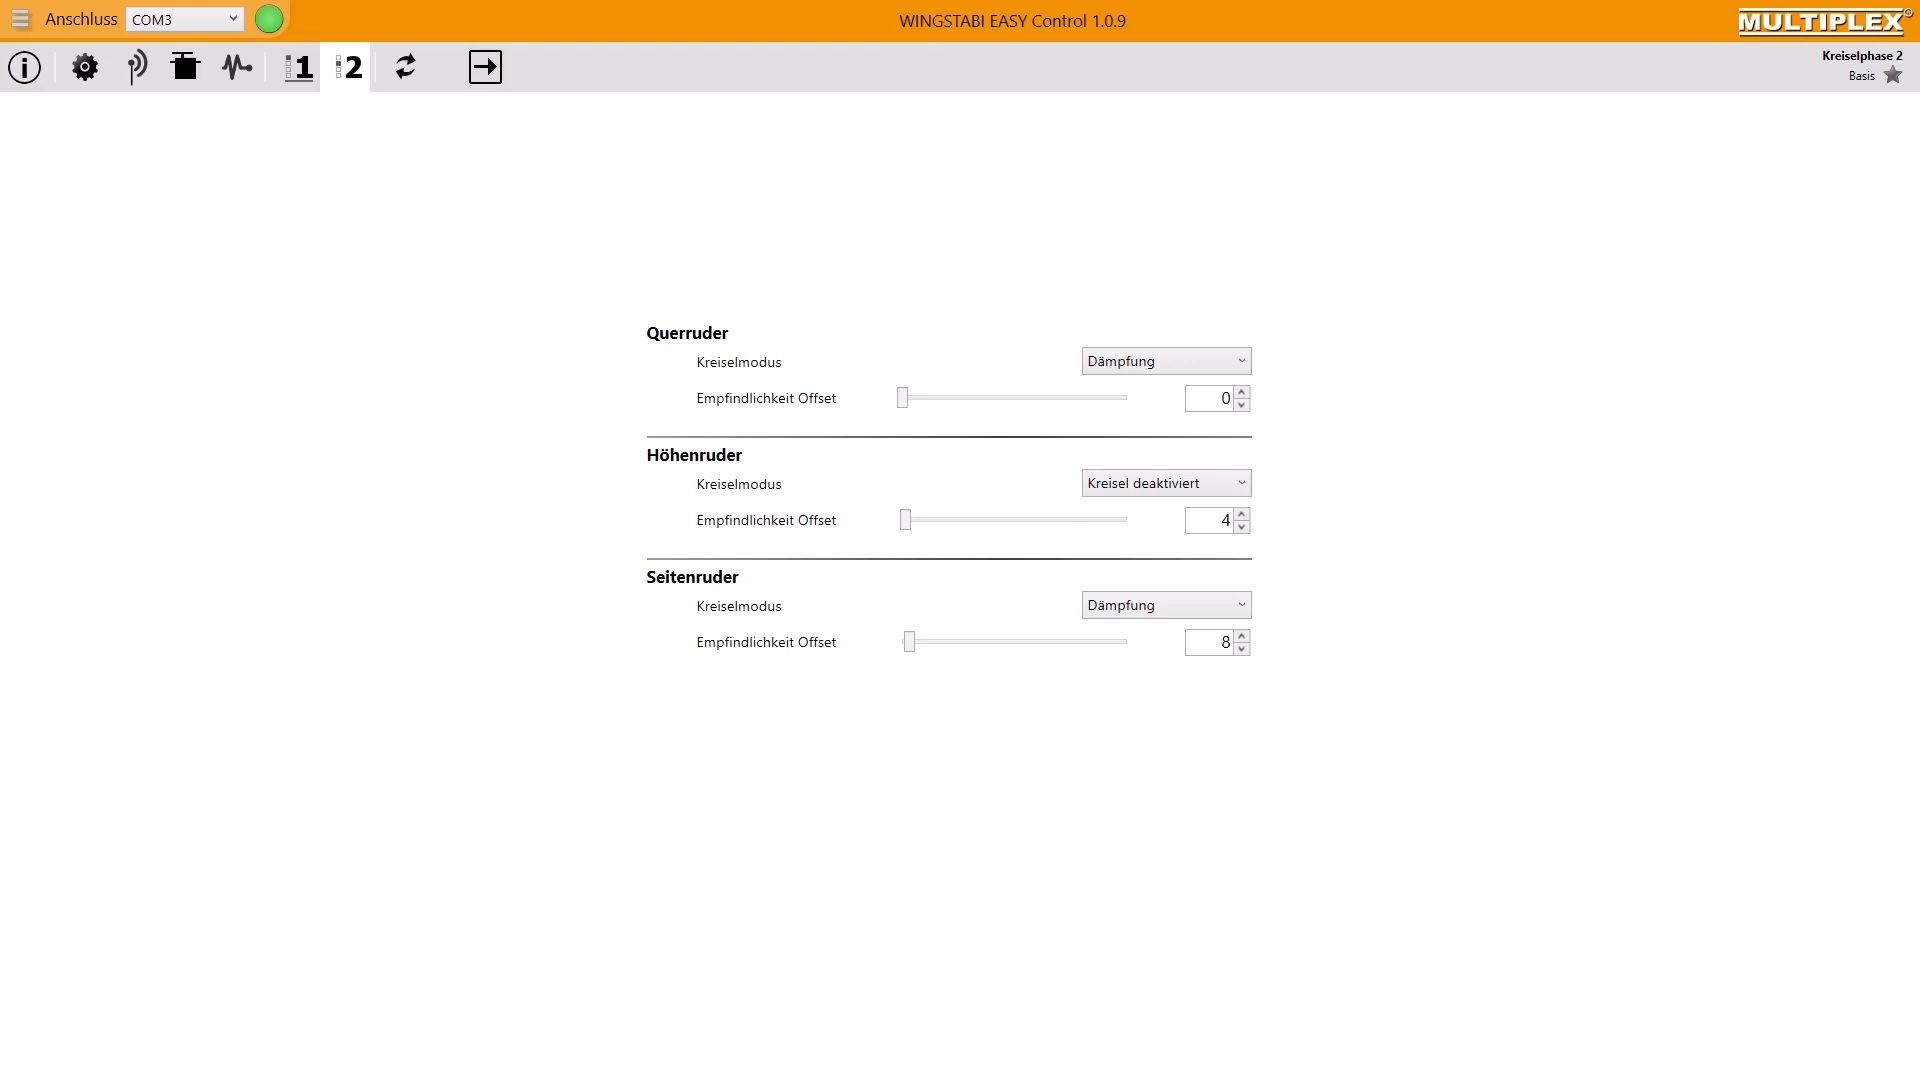 Anschluss COM3 WINGSTABI EASY Control 1.0.9 MULTIPLEX®
i 1 2 Kreiselphase 2
Basis
Querruder
Kreiselmodus Dämpfung
Empfindlichkeit Offset 0
Höhenruder
Kreiselmodus Kreisel deaktiviert
Empfindlichkeit Offset 4
Seitenruder
Kreiselmodus Dämpfung
Empfindlichkeit Offset 8